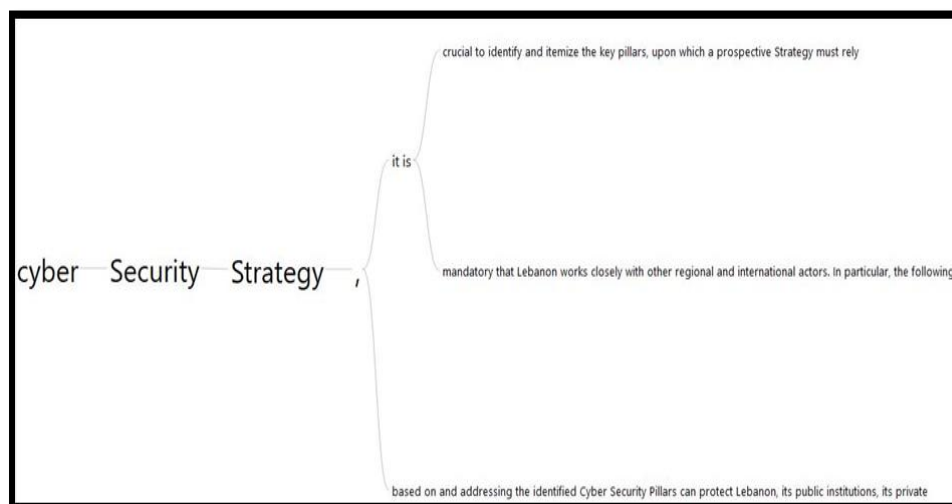 crucial to identify and itemize the key pillars, upon which a prospective Strategy must rely
it is
cyber Security Strategy ,
mandatory that Lebanon works closely with other regional and international actors. In particular, the following
based on and addressing the identified Cyber Security Pillars can protect Lebanon, its public institutions, its private